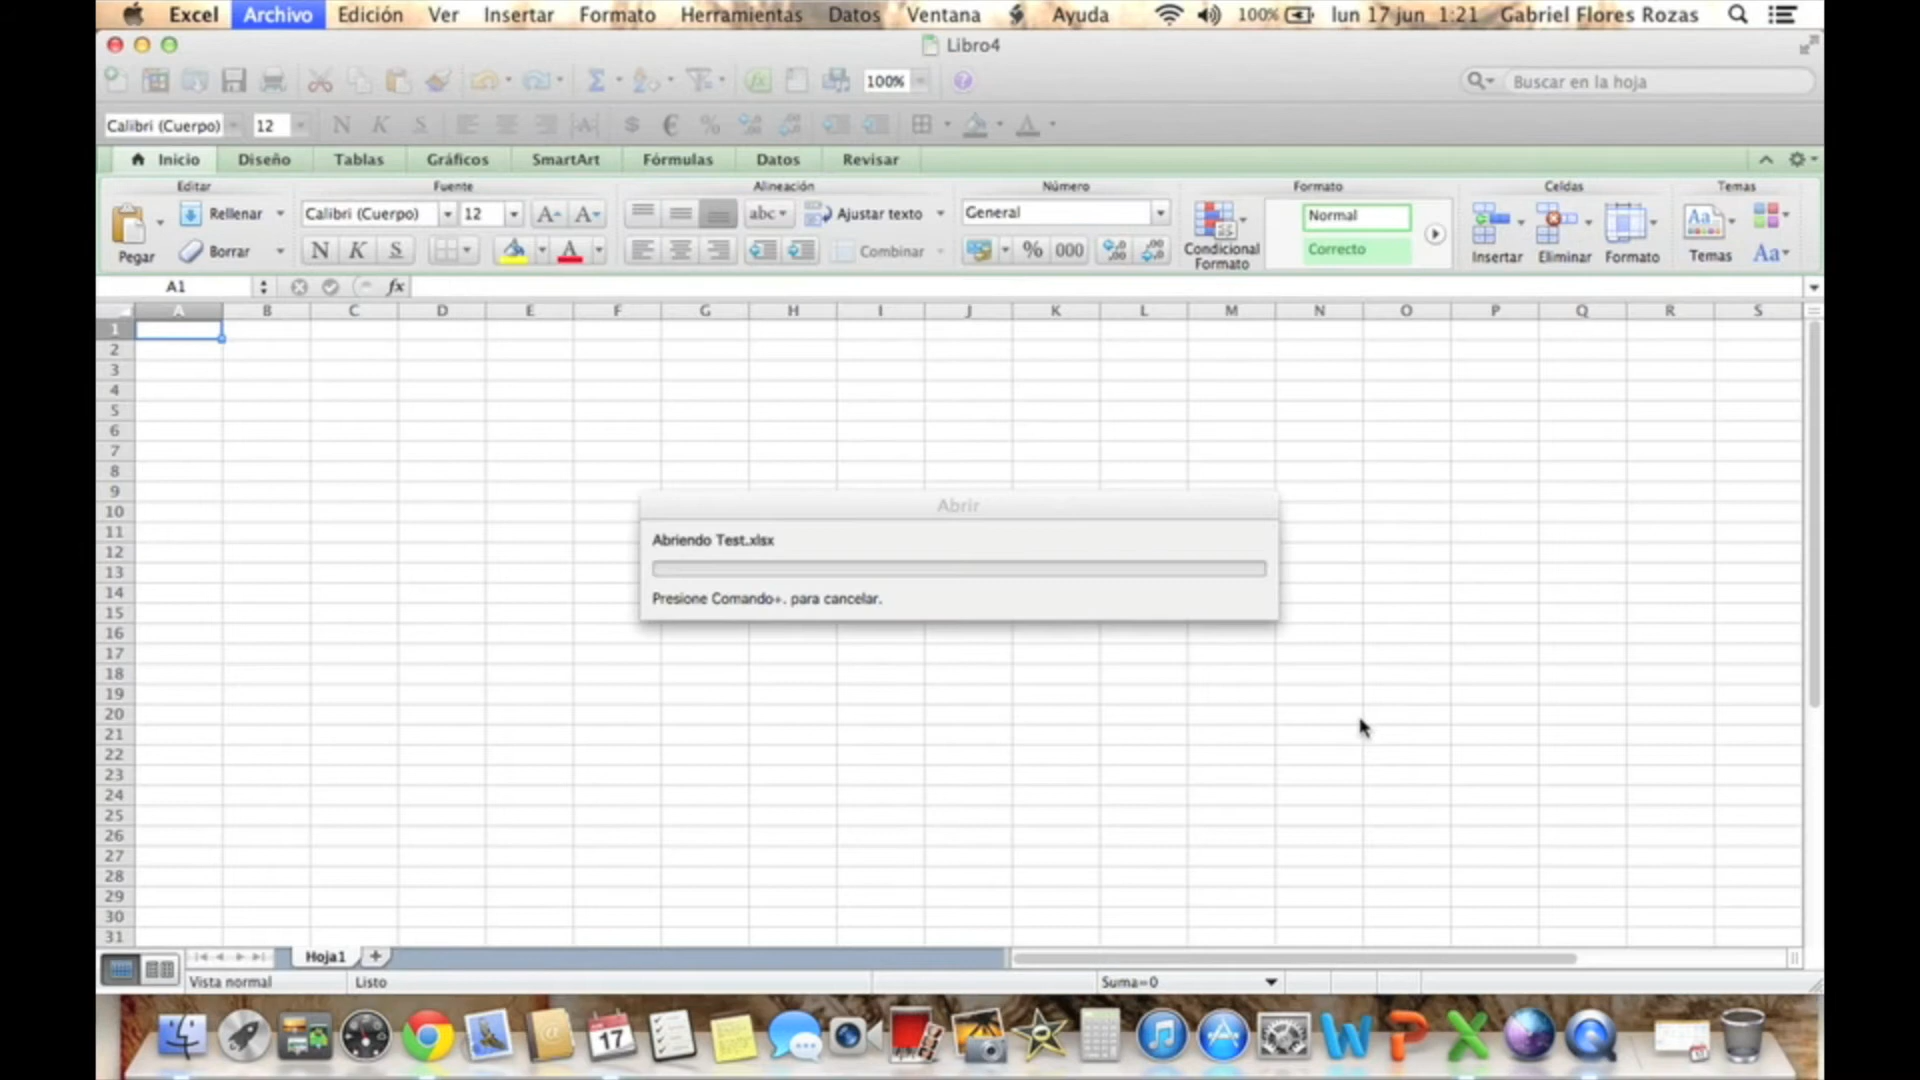 Excel Archivo Edición Ver Insertar Formato Herramientas Datos Ventana Ayuda 100% lun 17 jun 1:21 Gabriel Flores Rozas
Libro4
100% Buscar en la hoja
Calibri (Cuerpo) 12 N K S A $ € % A
Inicio Diseño Tablas Gráficos SmartArt Fórmulas Datos Revisar
Editar Fuente Alineación Número Formato Celdas Temas
Rellenar Calibri (Cuerpo) 12 A A abc Ajustar texto General Normal Aa
Pegar Borrar N K S A Combinar % 000 Condicional Formato Correcto Insertar Eliminar Formato Temas Aa
A1 fx
A B C D E F G H I J K L M N O P Q R S
1
2
3
4
5
6
7
8
9
10
11
12
13
14
15
16
17
18
19
20
21
22
23
24
25
26
27
28
29
30
31
Abrir
Abriendo Test.xlsx
Presione Comando+. para cancelar.
Hoja1
Vista normal Listo Suma=0
17